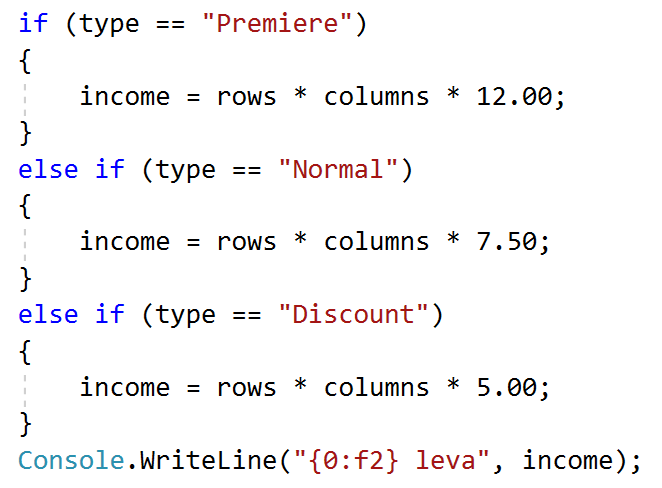 if (type == "Premiere")
{
    income = rows * columns * 12.00;
}
else if (type == "Normal")
{
    income = rows * columns * 7.50;
}
else if (type == "Discount")
{
    income = rows * columns * 5.00;
}
Console.WriteLine("{0:f2} leva", income);